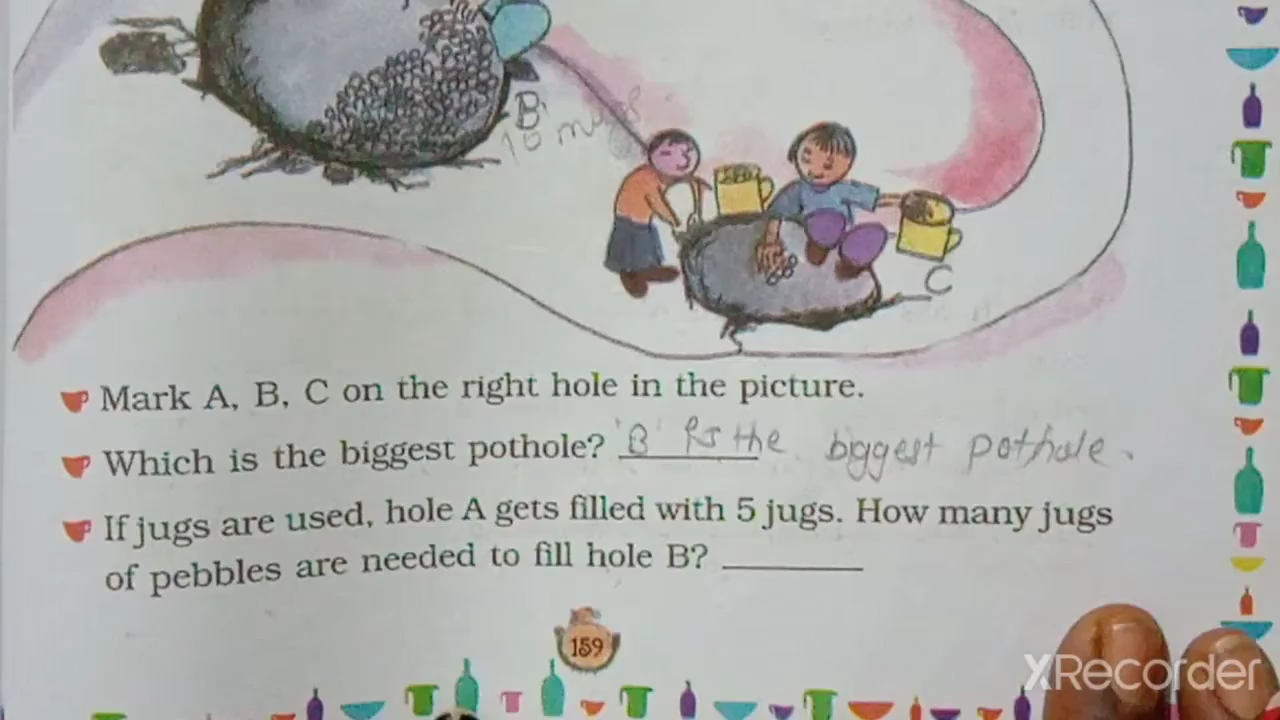 B
10 mugs
C
Mark A, B, C on the right hole in the picture.
Which is the biggest pothole? 'B' is the biggest pothole.
If jugs are used, hole A gets filled with 5 jugs. How many jugs
of pebbles are needed to fill hole B?
159
XRecorder